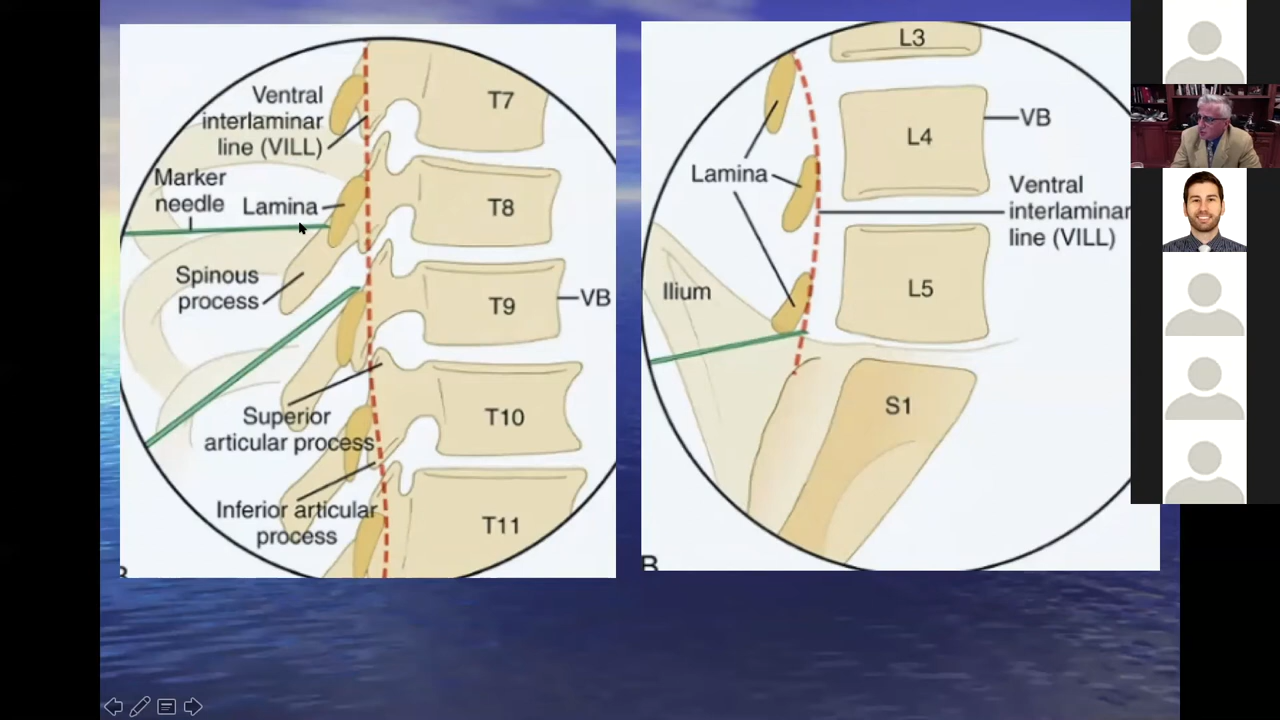 Ventral
interlaminar
line (VILL)
Marker
needle
Lamina
Spinous
process
Superior
articular process
Inferior articular
process
T7
T8
T9
VB
T10
T11
L3
L4
VB
Lamina
Ventral
interlaminar
line (VILL)
Ilium
L5
S1
B